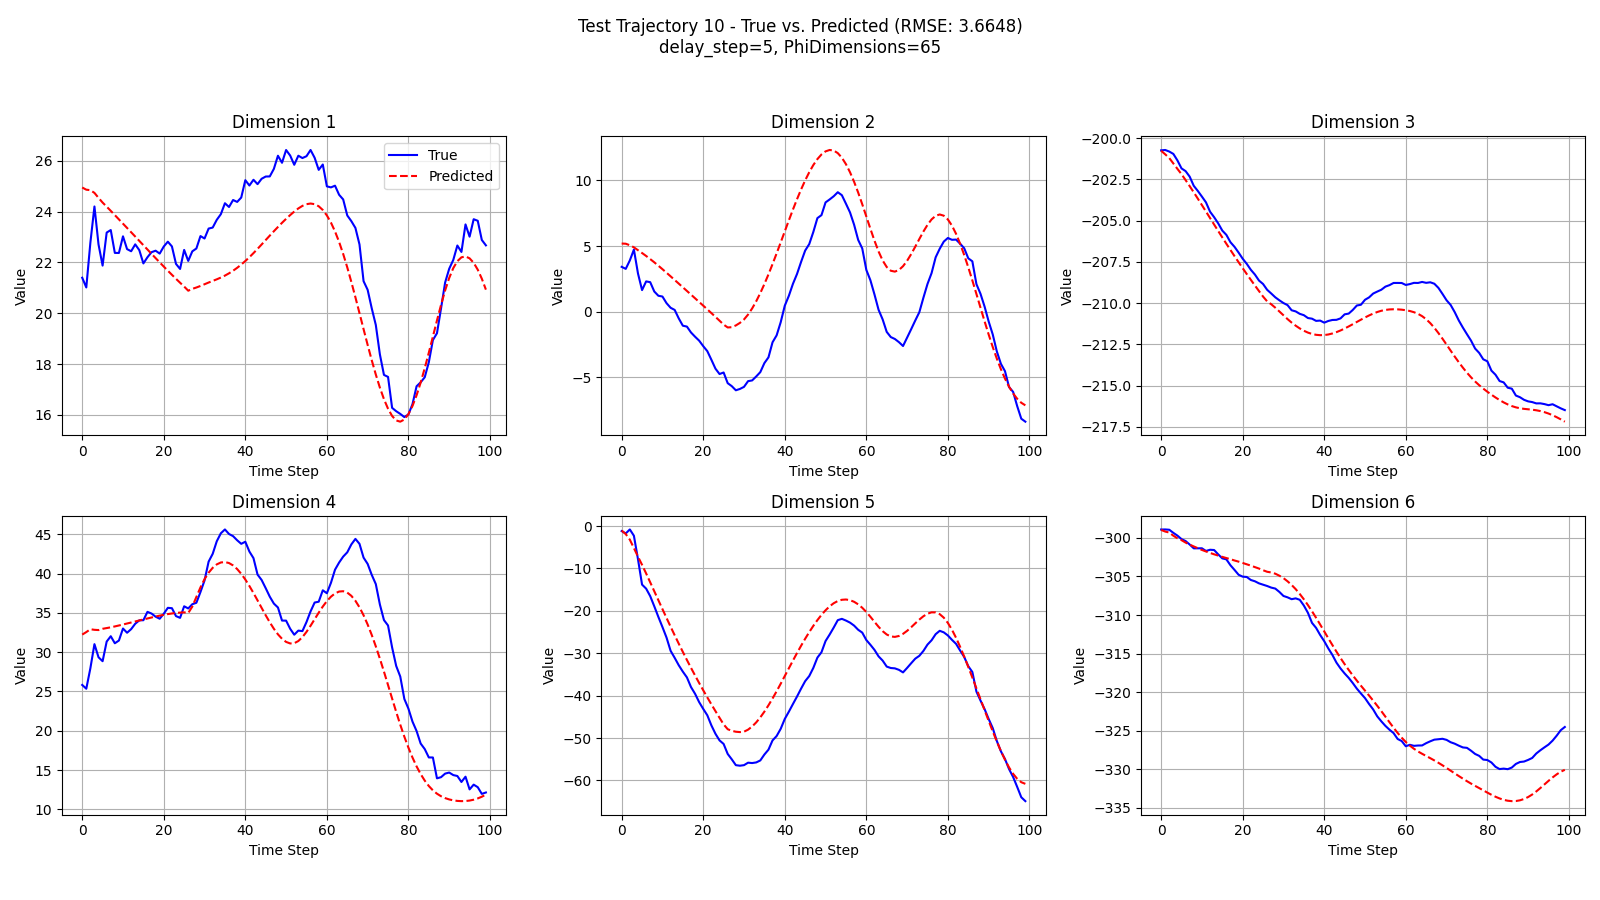 Test Trajectory 10 - True vs. Predicted (RMSE: 3.6648)
delay_step=5, PhiDimensions=65
Dimension 1
Value
26
24
22
20
18
16
0 20 40 60 80 100
Time Step
True
Predicted
Dimension 2
Value
10
5
0
−5
0 20 40 60 80 100
Time Step
Dimension 3
Value
−200.0
−202.5
−205.0
−207.5
−210.0
−212.5
−215.0
−217.5
0 20 40 60 80 100
Time Step
Dimension 4
Value
45
40
35
30
25
20
15
10
0 20 40 60 80 100
Time Step
Dimension 5
Value
0
−10
−20
−30
−40
−50
−60
0 20 40 60 80 100
Time Step
Dimension 6
Value
−300
−305
−310
−315
−320
−325
−330
−335
0 20 40 60 80 100
Time Step